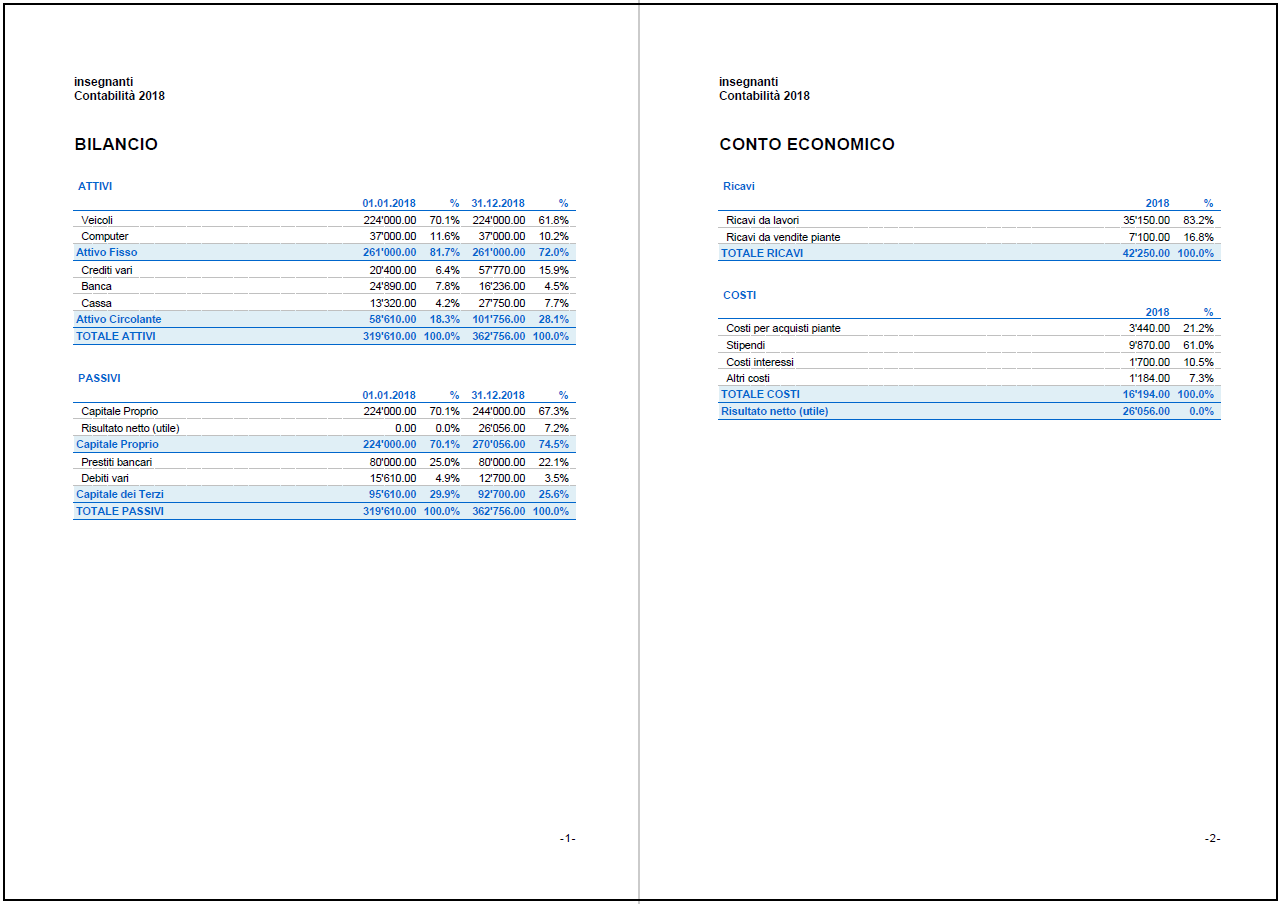 insegnanti
Contabilità 2018
BILANCIO
ATTIVI
01.01.2018 % 31.12.2018 %
Veicoli 224'000.00 70.1% 224'000.00 61.8%
Computer 37'000.00 11.6% 37'000.00 10.2%
Attivo Fisso 261'000.00 81.7% 261'000.00 72.0%
Crediti vari 20'400.00 6.4% 57'770.00 15.9%
Banca 24'890.00 7.8% 16'236.00 4.5%
Cassa 13'320.00 4.2% 27'750.00 7.7%
Attivo Circolante 58'610.00 18.3% 101'756.00 28.1%
TOTALE ATTIVI 319'610.00 100.0% 362'756.00 100.0%
PASSIVI
01.01.2018 % 31.12.2018 %
Capitale Proprio 224'000.00 70.1% 244'000.00 67.3%
Risultato netto (utile) 0.00 0.0% 26'056.00 7.2%
Capitale Proprio 224'000.00 70.1% 270'056.00 74.5%
Prestiti bancari 80'000.00 25.0% 80'000.00 22.1%
Debiti vari 15'610.00 4.9% 12'700.00 3.5%
Capitale dei Terzi 95'610.00 29.9% 92'700.00 25.6%
TOTALE PASSIVI 319'610.00 100.0% 362'756.00 100.0%
-1-
insegnanti
Contabilità 2018
CONTO ECONOMICO
Ricavi
2018 %
Ricavi da lavori 35'150.00 83.2%
Ricavi da vendite piante 7'100.00 16.8%
TOTALE RICAVI 42'250.00 100.0%
COSTI
2018 %
Costi per acquisti piante 3'440.00 21.2%
Stipendi 9'870.00 61.0%
Costi interessi 1'700.00 10.5%
Altri costi 1'184.00 7.3%
TOTALE COSTI 16'194.00 100.0%
Risultato netto (utile) 26'056.00 0.0%
-2-